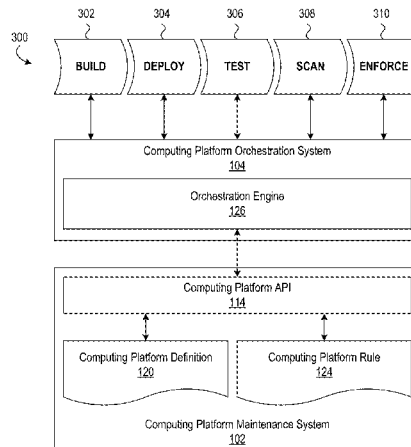 302 304 306 308 310
300
BUILD DEPLOY TEST SCAN ENFORCE
Computing Platform Orchestration System
104
Orchestration Engine
126
Computing Platform API
114
Computing Platform Definition Computing Platform Rule
120 124
Computing Platform Maintenance System
102